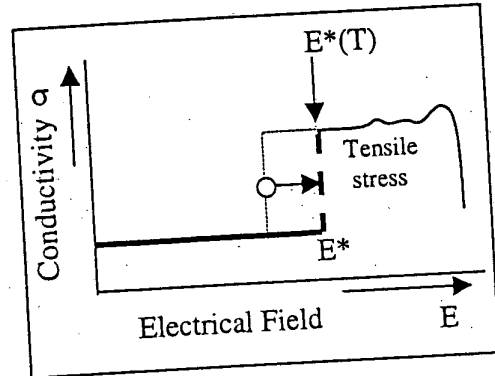 E*(T)
Conductivity σ
Tensile
stress
E*
Electrical Field
E